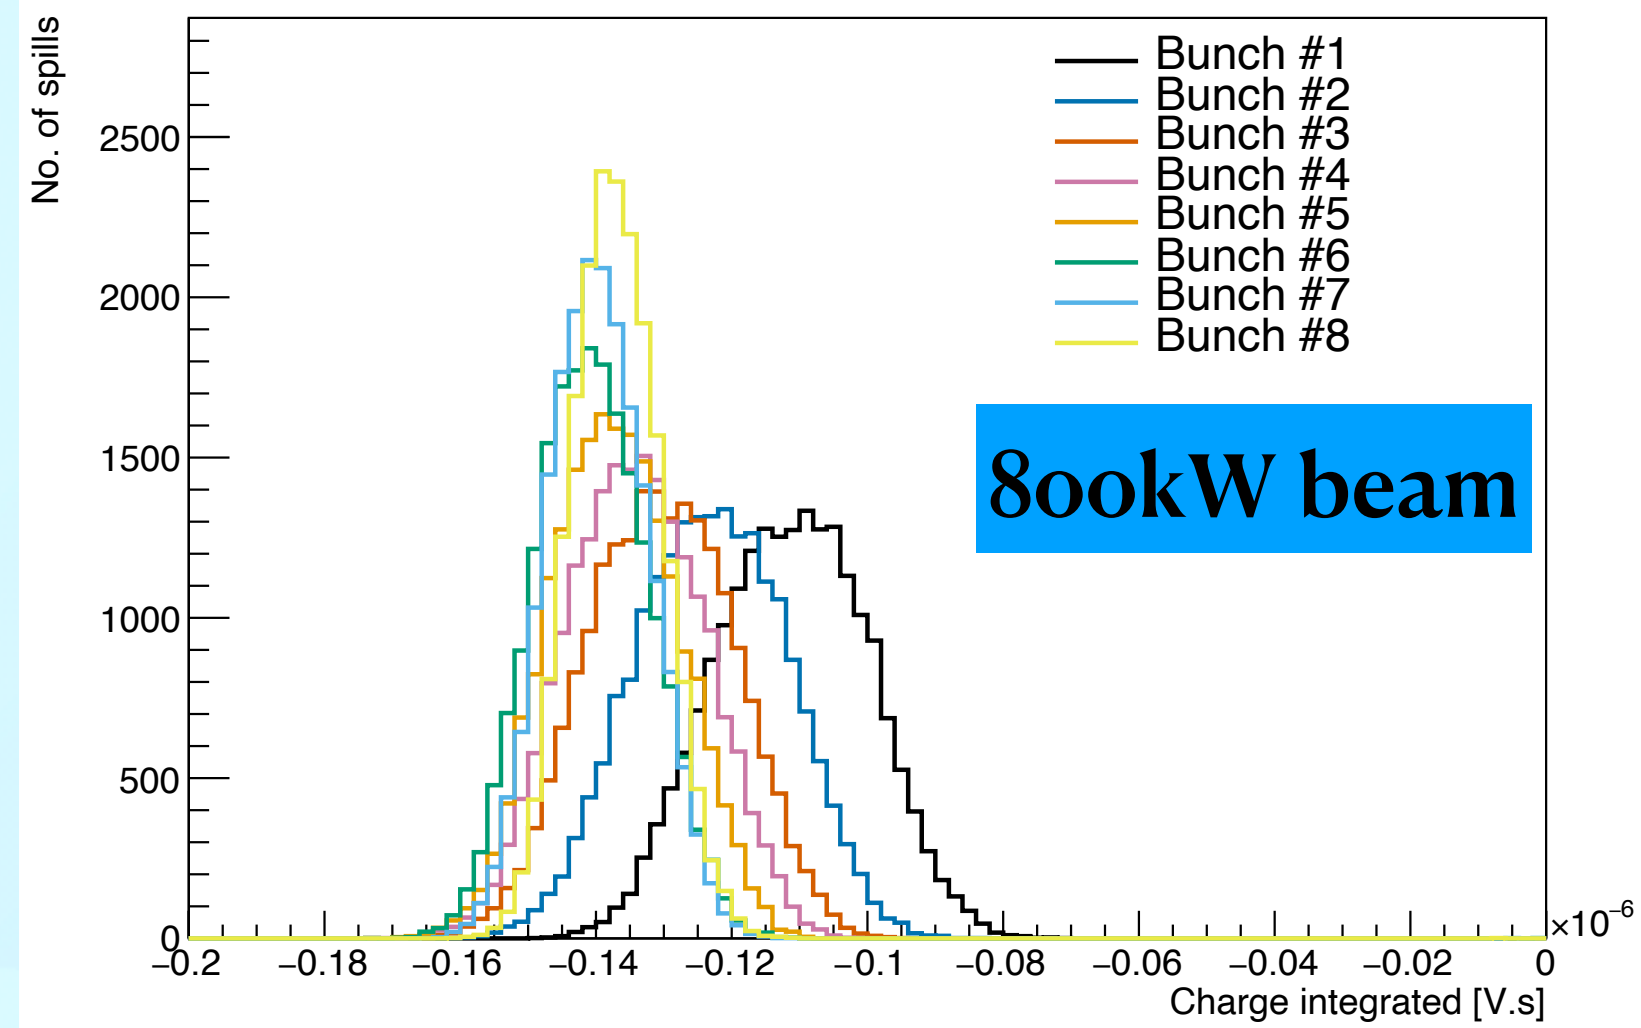 No. of spills
2500
2000
1500
1000
500
0
−0.2 −0.18 −0.16 −0.14 −0.12 −0.1 −0.08 −0.06 −0.04 −0.02 0
×10⁻⁶
Charge integrated [V.s]
Bunch #1
Bunch #2
Bunch #3
Bunch #4
Bunch #5
Bunch #6
Bunch #7
Bunch #8
800kW beam